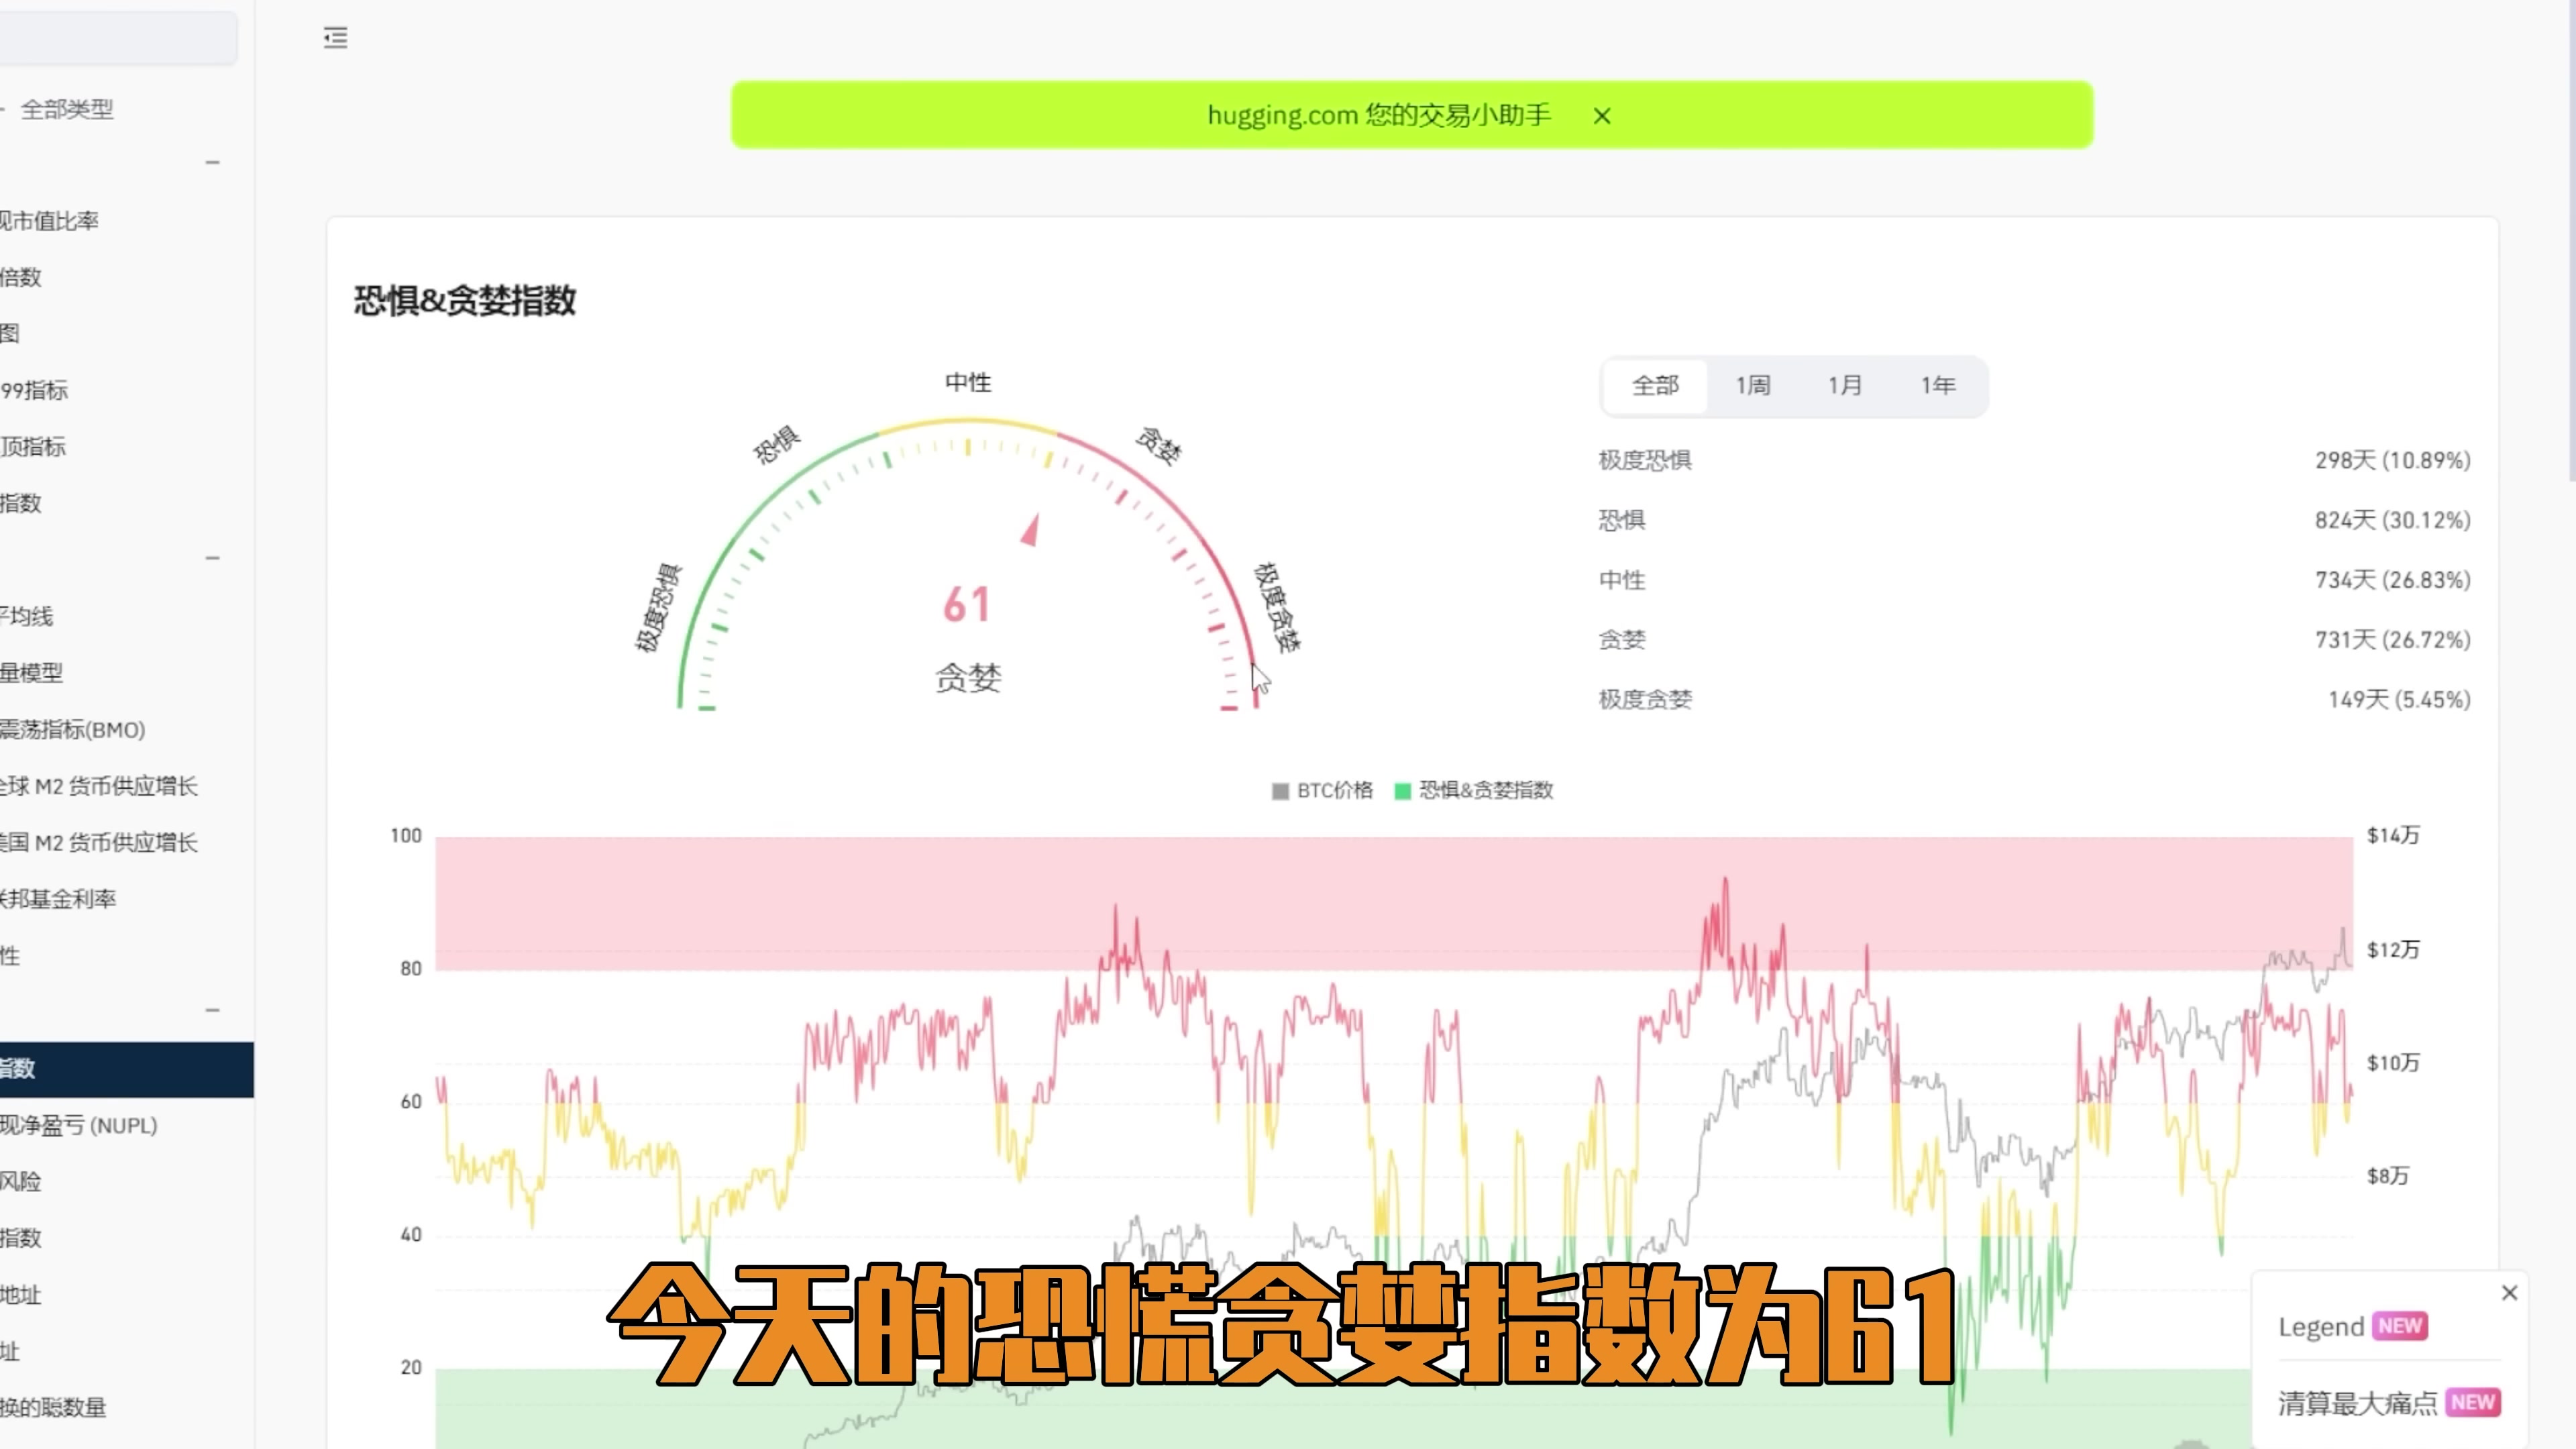 全部类型
现市值比率
倍数
图
99指标
顶指标
指数
平均线
量模型
震荡指标(BMO)
全球 M2 货币供应增长
美国 M2 货币供应增长
联邦基金利率
性
指数
现净盈亏 (NUPL)
风险
指数
地址
址
换的聪数量
hugging.com 您的交易小助手
恐惧&贪婪指数
极度恐惧
恐惧
中性
贪婪
极度贪婪
61
贪婪
全部 1周 1月 1年
极度恐惧 298天 (10.89%)
恐惧 824天 (30.12%)
中性 734天 (26.83%)
贪婪 731天 (26.72%)
极度贪婪 149天 (5.45%)
BTC价格 恐惧&贪婪指数
100
80
60
40
20
$14万
$12万
$10万
$8万
今天的恐慌贪婪指数为61
Legend NEW
清算最大痛点 NEW